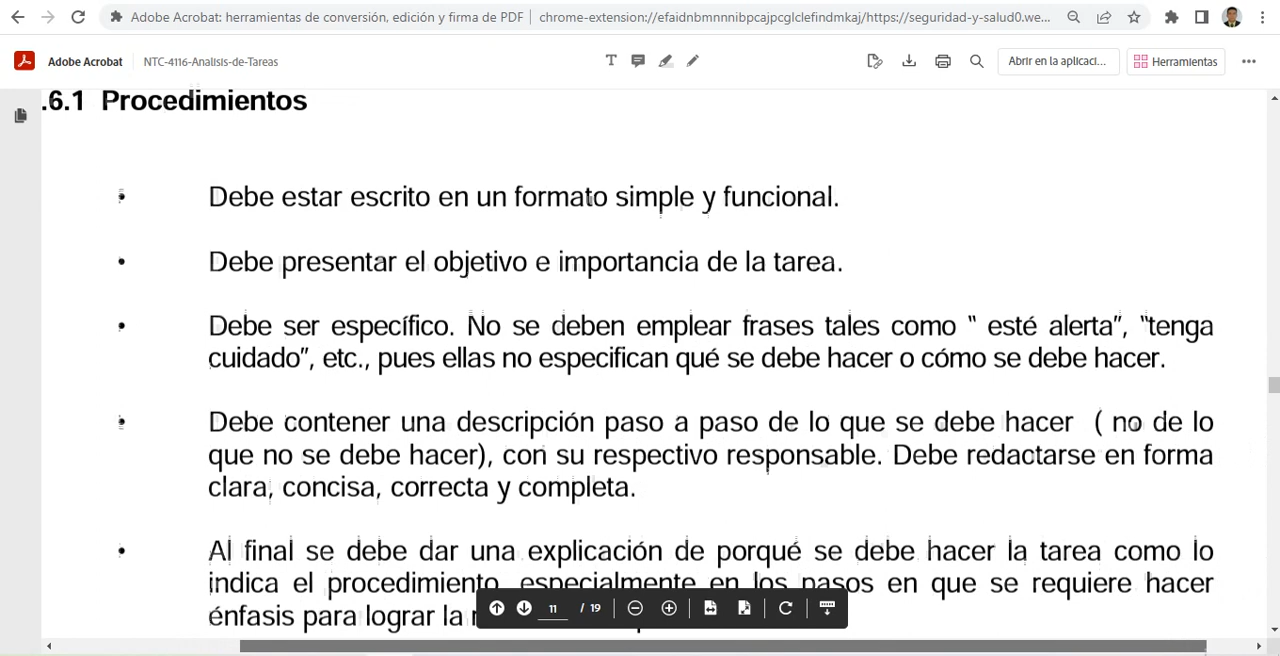 Adobe Acrobat: herramientas de conversión, edición y firma de PDF | chrome-extension://efaidnbmnnnibpcajpcglclefindmkaj/https://seguridad-y-salud0.we...
Adobe Acrobat NTC-4116-Analisis-de-Tareas Abrir en la aplicaci... Herramientas
.6.1 Procedimientos
• Debe estar escrito en un formato simple y funcional.
• Debe presentar el objetivo e importancia de la tarea.
• Debe ser específico. No se deben emplear frases tales como “ esté alerta”, “tenga
cuidado”, etc., pues ellas no especifican qué se debe hacer o cómo se debe hacer.
• Debe contener una descripción paso a paso de lo que se debe hacer ( no de lo
que no se debe hacer), con su respectivo responsable. Debe redactarse en forma
clara, concisa, correcta y completa.
• Al final se debe dar una explicación de porqué se debe hacer la tarea como lo
indica el procedimiento, especialmente en los pasos en que se requiere hacer
énfasis para lograr la
11 / 19